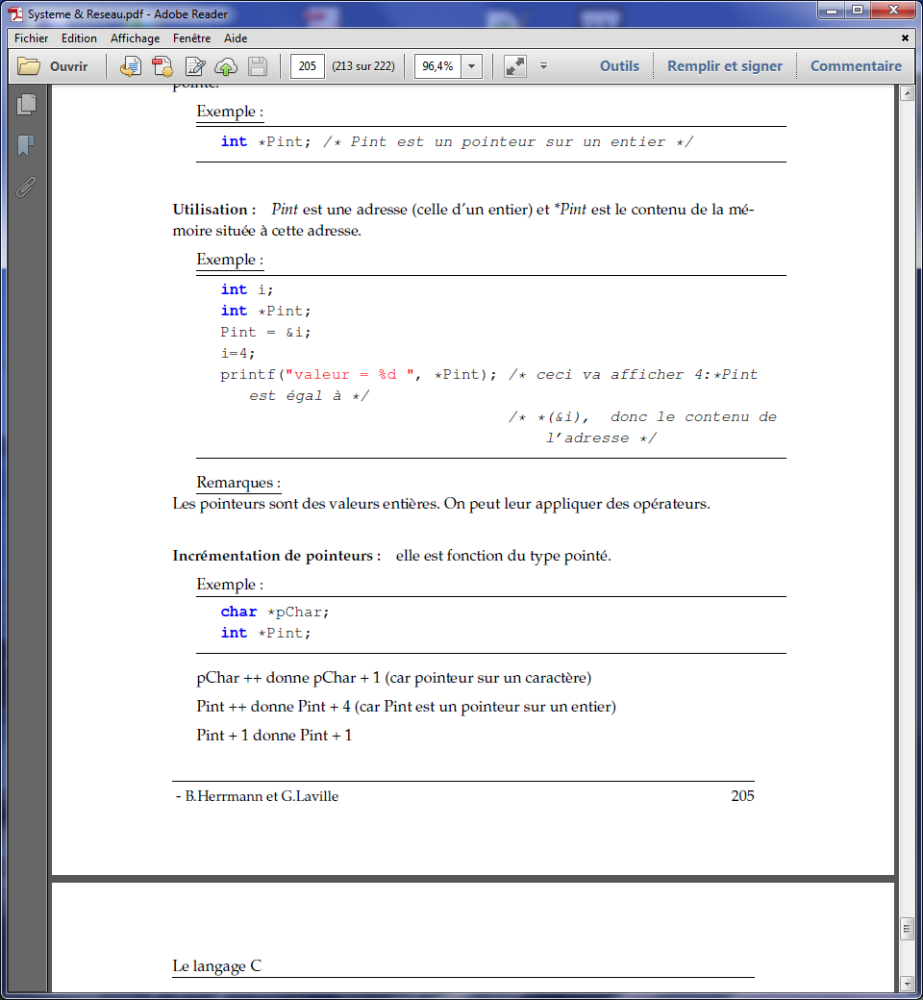 Systeme & Reseau.pdf - Adobe Reader
Fichier Edition Affichage Fenêtre Aide
Ouvrir 205 (213 sur 222) 96,4% Outils Remplir et signer Commentaire
pointé.
Exemple :
int *Pint; /* Pint est un pointeur sur un entier */
Utilisation : Pint est une adresse (celle d'un entier) et *Pint est le contenu de la mé-
moire située à cette adresse.
Exemple :
int i;
int *Pint;
Pint = &i;
i=4;
printf("valeur = %d ", *Pint); /* ceci va afficher 4:*Pint
est égal à */
/* *(&i), donc le contenu de
l'adresse */
Remarques :
Les pointeurs sont des valeurs entières. On peut leur appliquer des opérateurs.
Incrémentation de pointeurs : elle est fonction du type pointé.
Exemple :
char *pChar;
int *Pint;
pChar ++ donne pChar + 1 (car pointeur sur un caractère)
Pint ++ donne Pint + 4 (car Pint est un pointeur sur un entier)
Pint + 1 donne Pint + 1
- B.Herrmann et G.Laville 205
Le langage C